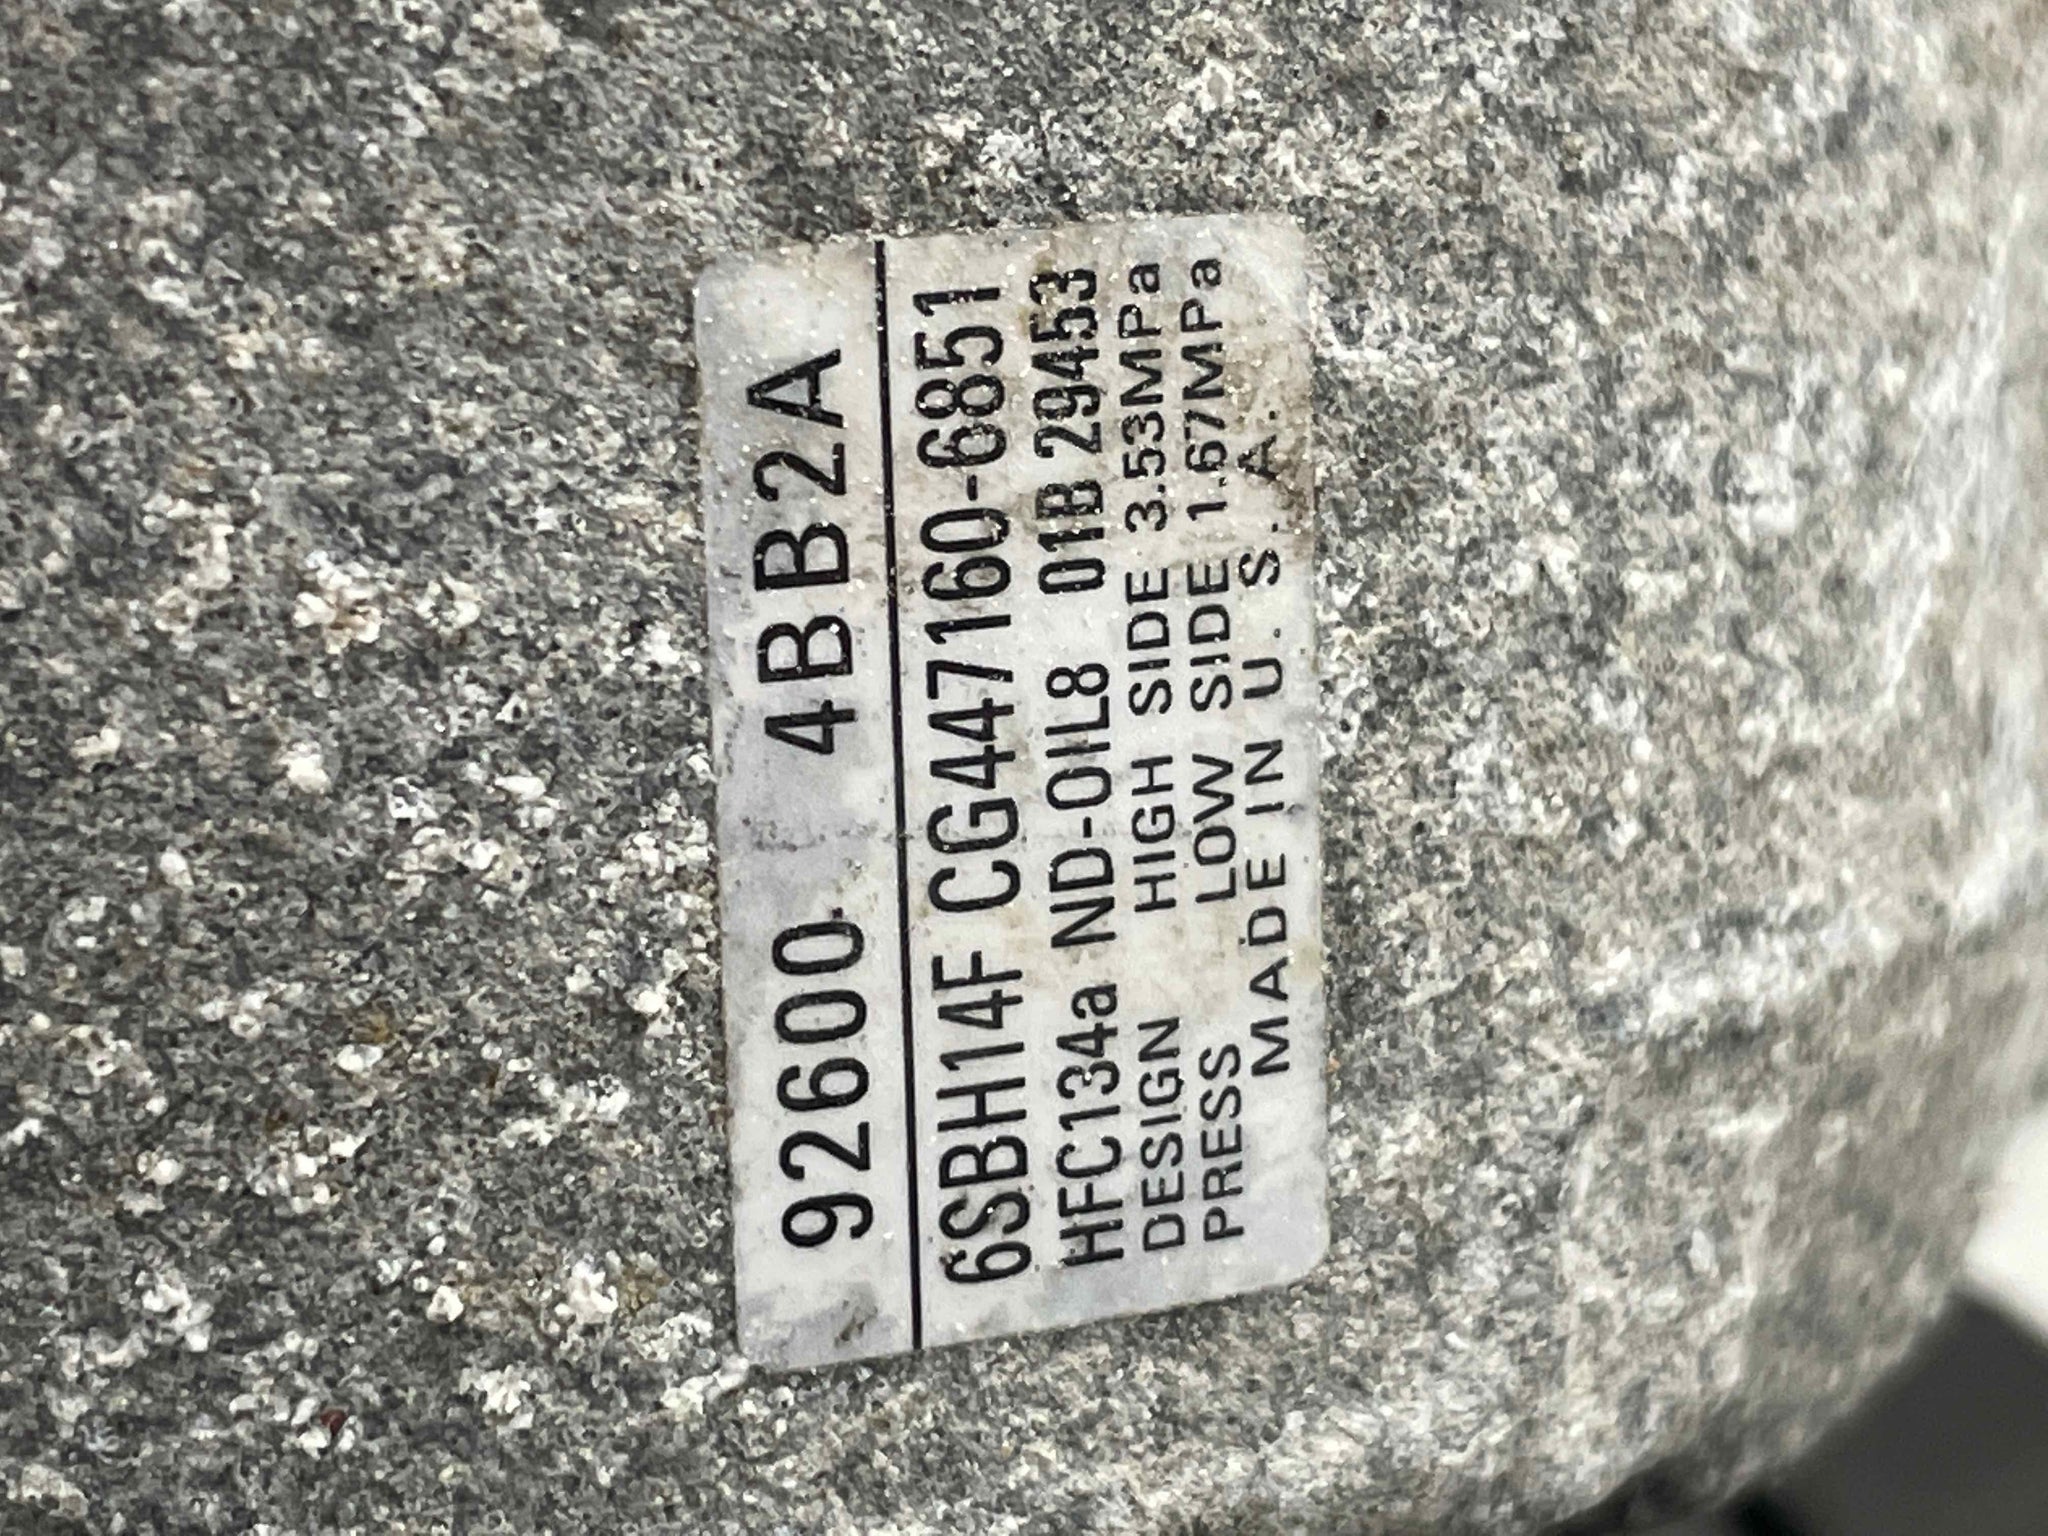 92600 4BB2A
6SBH14F CG447160-6851
HFC134a ND-OIL8 01B 29453
DESIGN HIGH SIDE 3.53MPa
PRESS LOW SIDE 1.67MPa
MADE IN U.S.A.